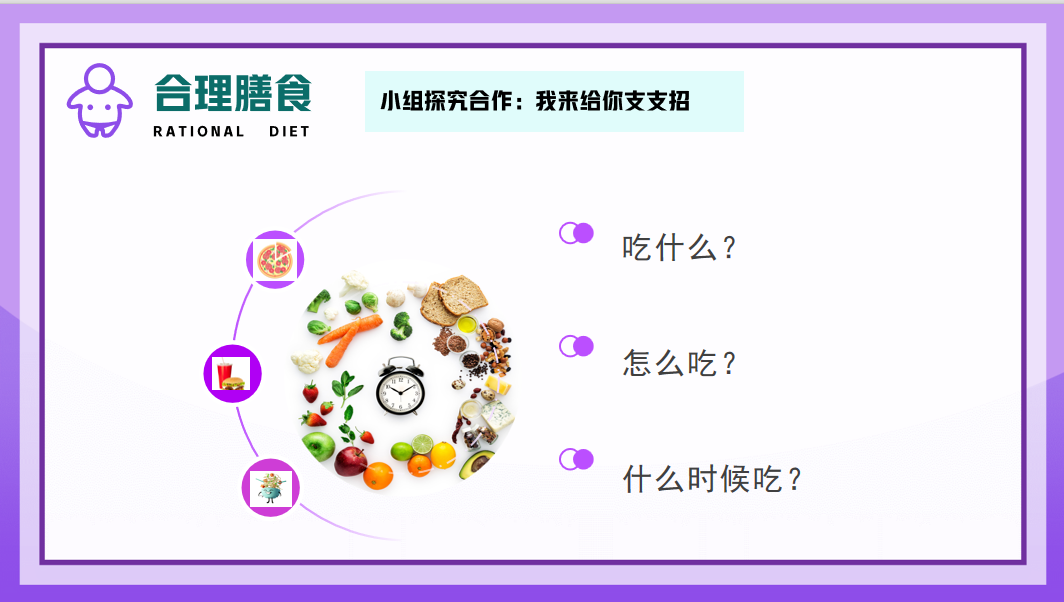 合理膳食
RATIONAL DIET
小组探究合作：我来给你支支招
吃什么？
怎么吃？
什么时候吃？